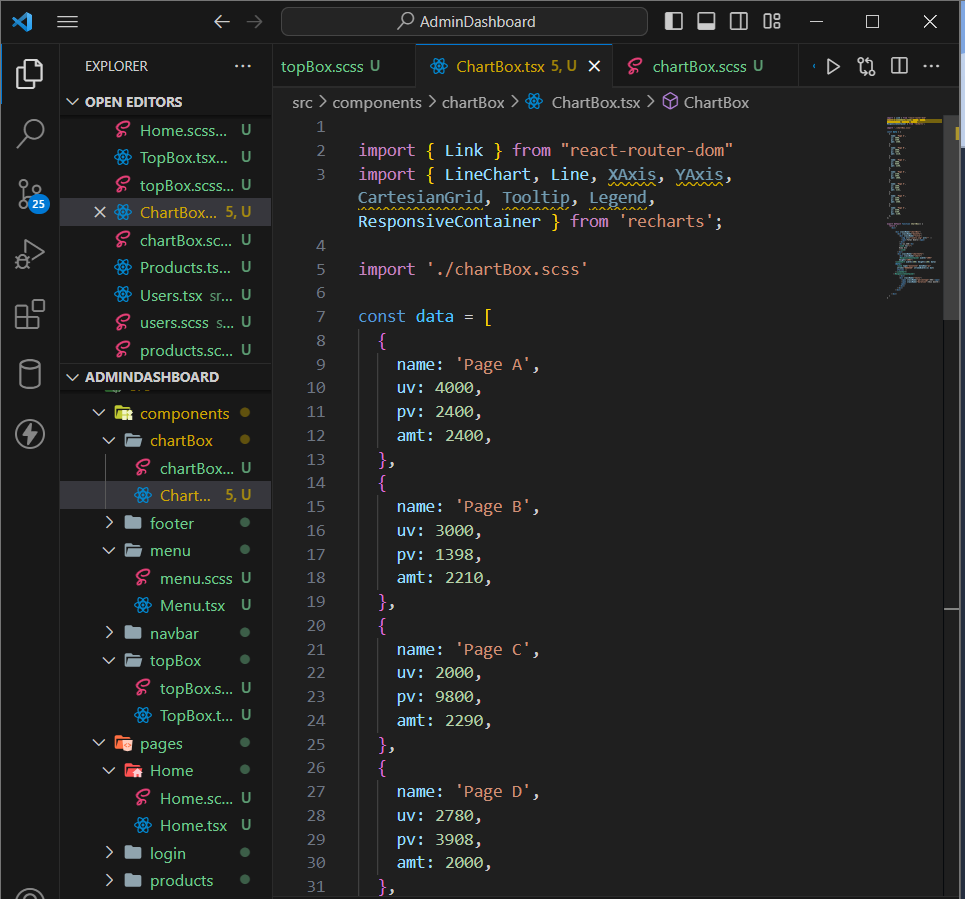 AdminDashboard
EXPLORER
OPEN EDITORS
Home.scss... U
TopBox.tsx... U
topBox.scss... U
ChartBox... 5, U
chartBox.sc... U
Products.ts... U
Users.tsx sr... U
users.scss s... U
products.sc... U
ADMINDASHBOARD
components
chartBox
chartBox... U
Chart... 5, U
footer
menu
menu.scss U
Menu.tsx U
navbar
topBox
topBox.s... U
TopBox.t... U
pages
Home
Home.sc... U
Home.tsx U
login
products
25
topBox.scss U
ChartBox.tsx 5, U
chartBox.scss U
src > components > chartBox > ChartBox.tsx > ChartBox
1
2 import { Link } from "react-router-dom"
3 import { LineChart, Line, XAxis, YAxis,
CartesianGrid, Tooltip, Legend,
ResponsiveContainer } from 'recharts';
4
5 import './chartBox.scss'
6
7 const data = [
8 {
9 name: 'Page A',
10 uv: 4000,
11 pv: 2400,
12 amt: 2400,
13 },
14 {
15 name: 'Page B',
16 uv: 3000,
17 pv: 1398,
18 amt: 2210,
19 },
20 {
21 name: 'Page C',
22 uv: 2000,
23 pv: 9800,
24 amt: 2290,
25 },
26 {
27 name: 'Page D',
28 uv: 2780,
29 pv: 3908,
30 amt: 2000,
31 },